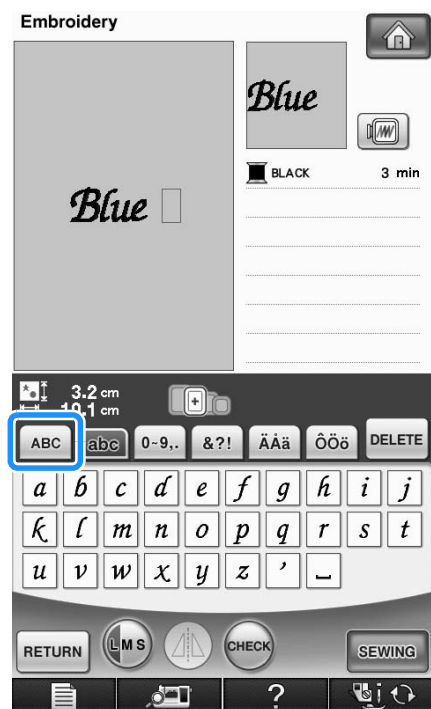 Embroidery
Blue
BLACK 3 min
Blue
3.2 cm
10.1 cm
ABC abc 0~9,. &?! ÄÅä ÔÖö DELETE
a b c d e f g h i j
k l m n o p q r s t
u v w x y z ’ ⎵
RETURN L M S CHECK SEWING
?